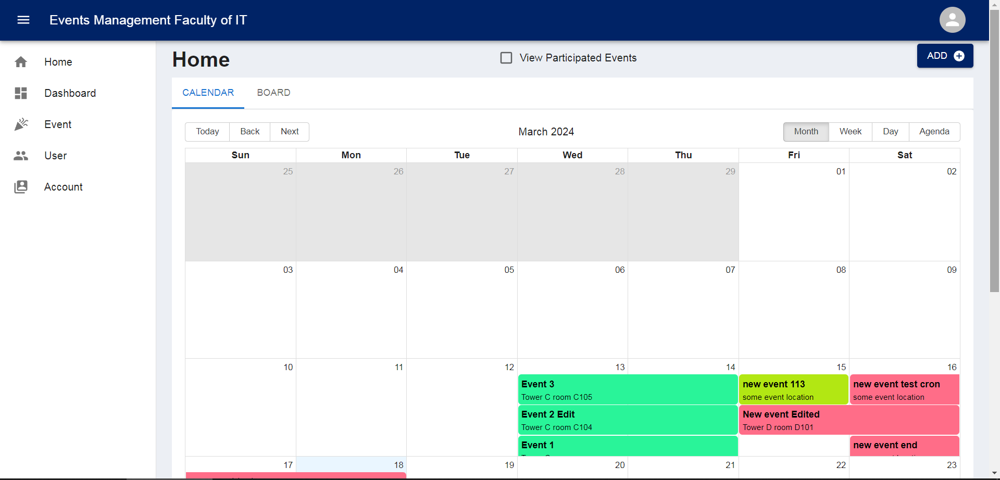 Events Management Faculty of IT
Home
Dashboard
Event
User
Account
Home
View Participated Events
ADD
CALENDAR BOARD
Today Back Next
March 2024
Month Week Day Agenda
Sun Mon Tue Wed Thu Fri Sat
25 26 27 28 29 01 02
03 04 05 06 07 08 09
10 11 12 13 14 15 16
Event 3
Tower C room C105
new event 113
some event location
new event test cron
some event location
Event 2 Edit
Tower C room C104
New event Edited
Tower D room D101
Event 1
new event end
17 18 19 20 21 22 23